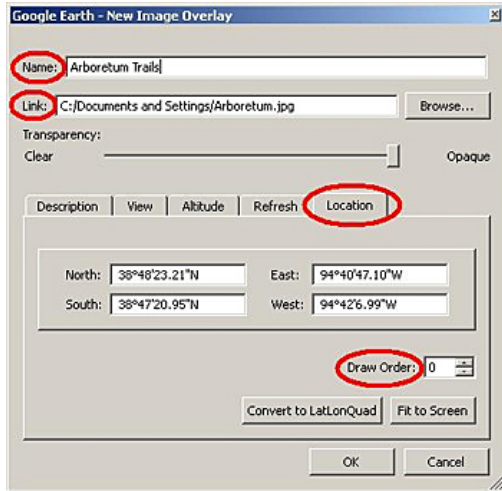 Google Earth - New Image Overlay
Name: Arboretum Trails
Link: C:/Documents and Settings/Arboretum.jpg Browse...
Transparency:
Clear Opaque
Description View Altitude Refresh Location
North: 38°48'23.21"N East: 94°40'47.10"W
South: 38°47'20.95"N West: 94°42'6.99"W
Draw Order: 0
Convert to LatLonQuad Fit to Screen
OK Cancel